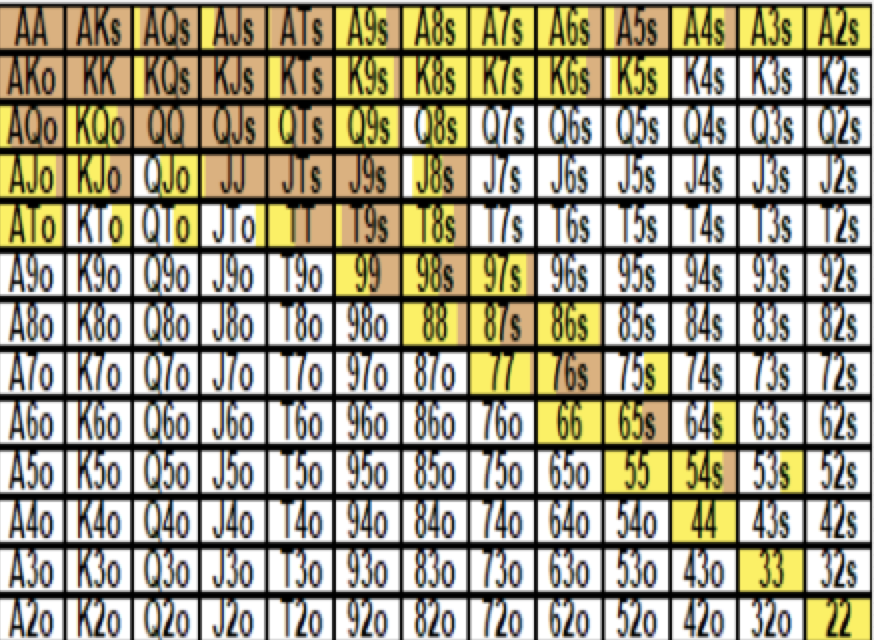 AA AKs AQs AJs ATs A9s A8s A7s A6s A5s A4s A3s A2s
AKo KK KQs KJs KTs K9s K8s K7s K6s K5s K4s K3s K2s
AQo KQo QQ QJs QTs Q9s Q8s Q7s Q6s Q5s Q4s Q3s Q2s
AJo KJo QJo JJ JTs J9s J8s J7s J6s J5s J4s J3s J2s
ATo KTo QTo JTo TT T9s T8s T7s T6s T5s T4s T3s T2s
A9o K9o Q9o J9o T9o 99 98s 97s 96s 95s 94s 93s 92s
A8o K8o Q8o J8o T8o 98o 88 87s 86s 85s 84s 83s 82s
A7o K7o Q7o J7o T7o 97o 87o 77 76s 75s 74s 73s 72s
A6o K6o Q6o J6o T6o 96o 86o 76o 66 65s 64s 63s 62s
A5o K5o Q5o J5o T5o 95o 85o 75o 65o 55 54s 53s 52s
A4o K4o Q4o J4o T4o 94o 84o 74o 64o 54o 44 43s 42s
A3o K3o Q3o J3o T3o 93o 83o 73o 63o 53o 43o 33 32s
A2o K2o Q2o J2o T2o 92o 82o 72o 62o 52o 42o 32o 22